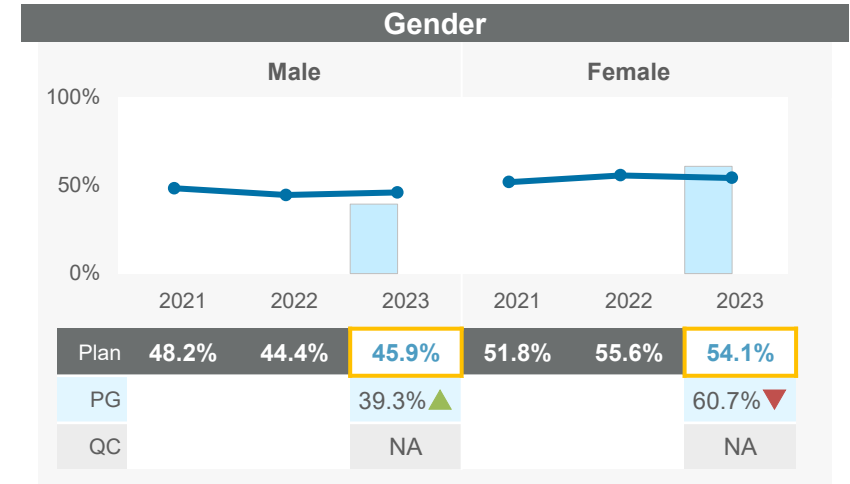 Gender
Male Female
100%
50%
0%
2021 2022 2023 2021 2022 2023
Plan 48.2% 44.4% 45.9% 51.8% 55.6% 54.1%
PG 39.3% 60.7%
QC NA NA